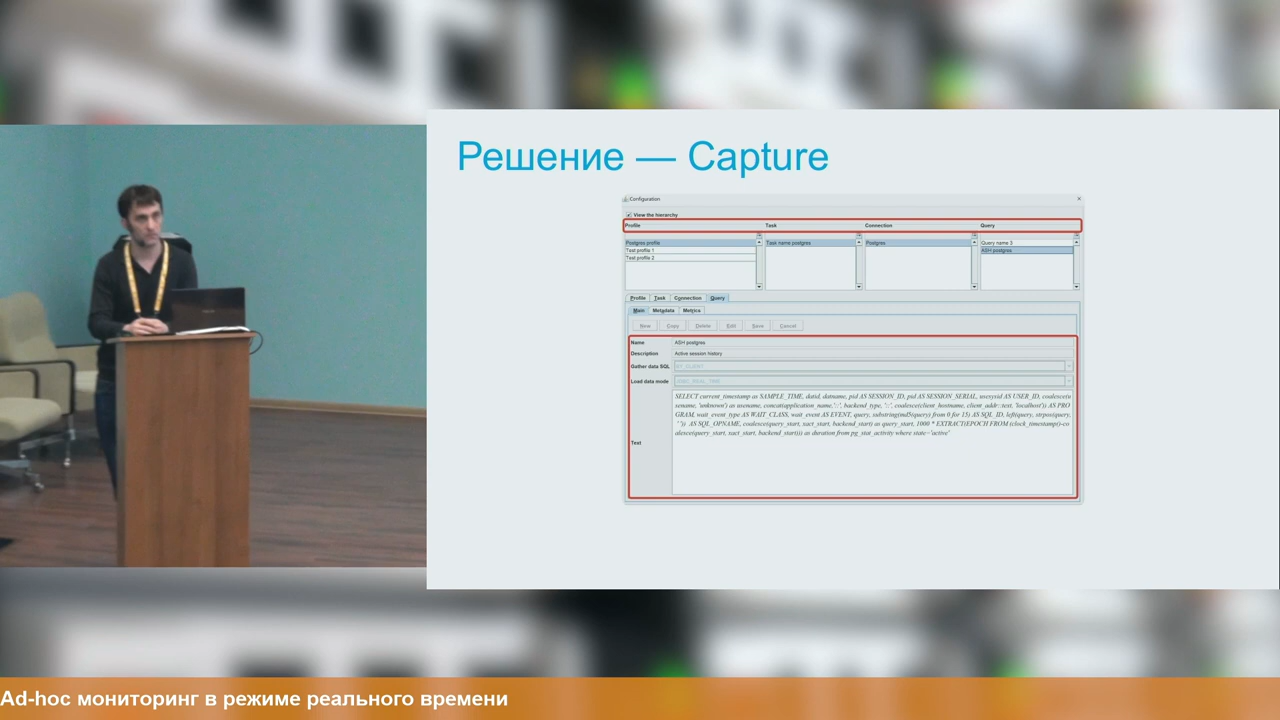 Решение — Capture
Configuration
View the hierarchy
Profile Task Connection Query
Postgres profile Task name postgres Postgres Query name 3
Test profile 1 ASH postgres
Test profile 2
Profile Task Connection Query
Main Metadata Metrics
New Copy Delete Edit Save Cancel
Name ASH postgres
Description Active session history
Gather data SQL BY_CLIENT
Load data mode
SELECT current_timestamp as SAMPLE_TIME, datid, datname, pid AS SESSION_ID, pid AS SESSION_SERIAL, usesysid AS USER_ID, coalesce(u
sename, 'unknown') as usename, concat(application_name,'::', backend_type, '::', coalesce(client_hostname, client_addr::text, 'localhost')) AS PRO
GRAM, wait_event_type AS WAIT_CLASS, wait_event AS EVENT, query, substring(md5(query) from 0 for 15) AS SQL_ID, left(query, strpos(query,
' ')) AS SQL_OPNAME, coalesce(query_start, xact_start, backend_start) as query_start, 1000 * EXTRACT(EPOCH FROM (clock_timestamp()-co
alesce(query_start, xact_start, backend_start))) as duration from pg_stat_activity where state='active'
Text
Ad-hoc мониторинг в режиме реального времени